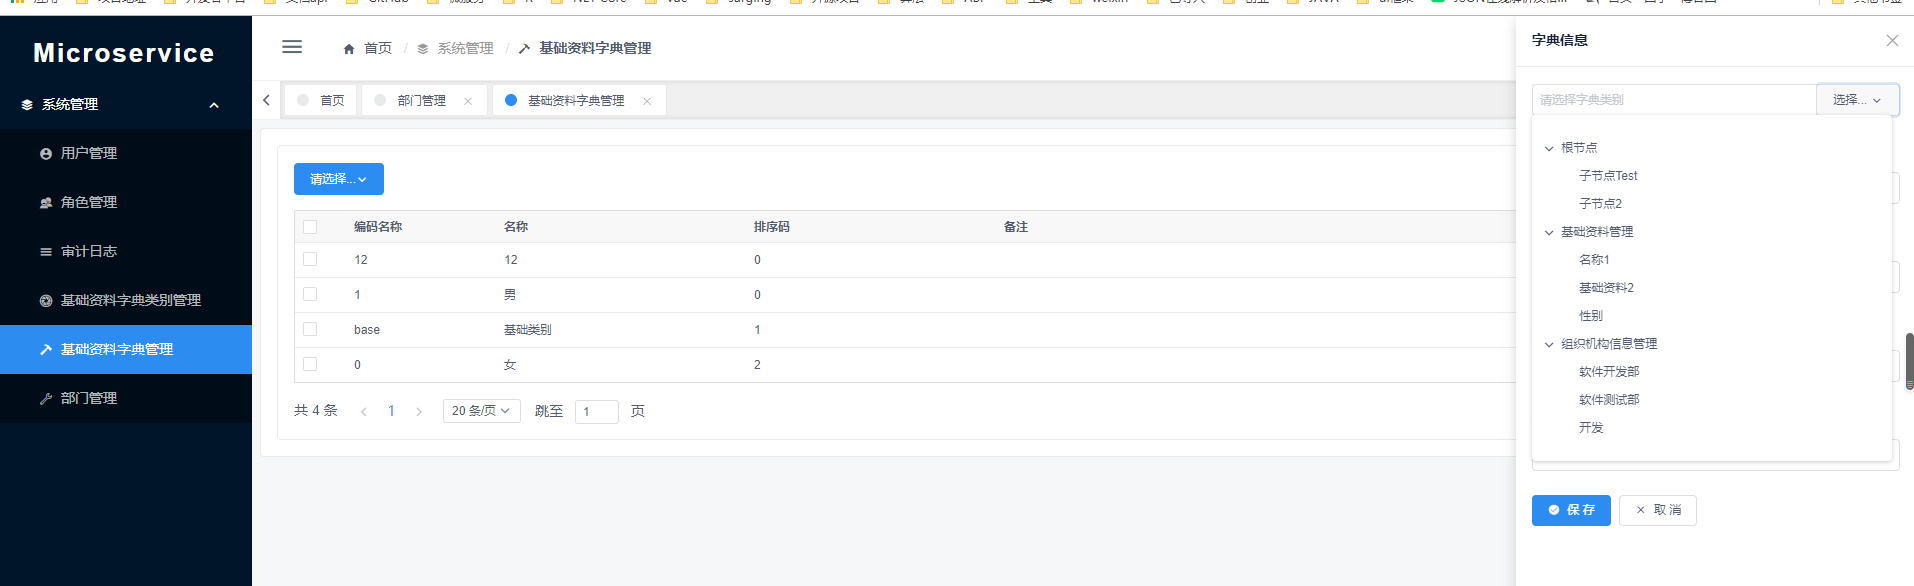 Microservice
系统管理
用户管理
角色管理
审计日志
基础资料字典类别管理
基础资料字典管理
部门管理
首页 / 系统管理 / 基础资料字典管理
首页 部门管理 基础资料字典管理
请选择...
编码名称 名称 排序码 备注
12 12 0
1 男 0
base 基础类别 1
0 女 2
共 4 条 1 20 条/页 跳至 1 页
字典信息
请选择字典类别 选择...
根节点
子节点Test
子节点2
基础资料管理
名称1
基础资料2
性别
组织机构信息管理
软件开发部
软件测试部
开发
保存 取消